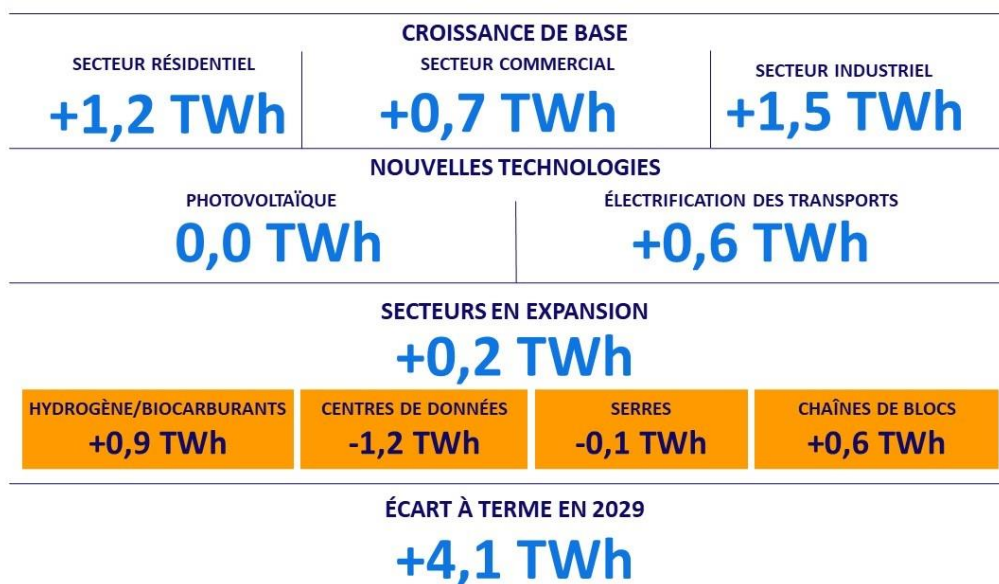 CROISSANCE DE BASE
SECTEUR RÉSIDENTIEL
+1,2 TWh
SECTEUR COMMERCIAL
+0,7 TWh
SECTEUR INDUSTRIEL
+1,5 TWh
NOUVELLES TECHNOLOGIES
PHOTOVOLTAÏQUE
0,0 TWh
ÉLECTRIFICATION DES TRANSPORTS
+0,6 TWh
SECTEURS EN EXPANSION
+0,2 TWh
HYDROGÈNE/BIOCARBURANTS
+0,9 TWh
CENTRES DE DONNÉES
-1,2 TWh
SERRES
-0,1 TWh
CHAÎNES DE BLOCS
+0,6 TWh
ÉCART À TERME EN 2029
+4,1 TWh